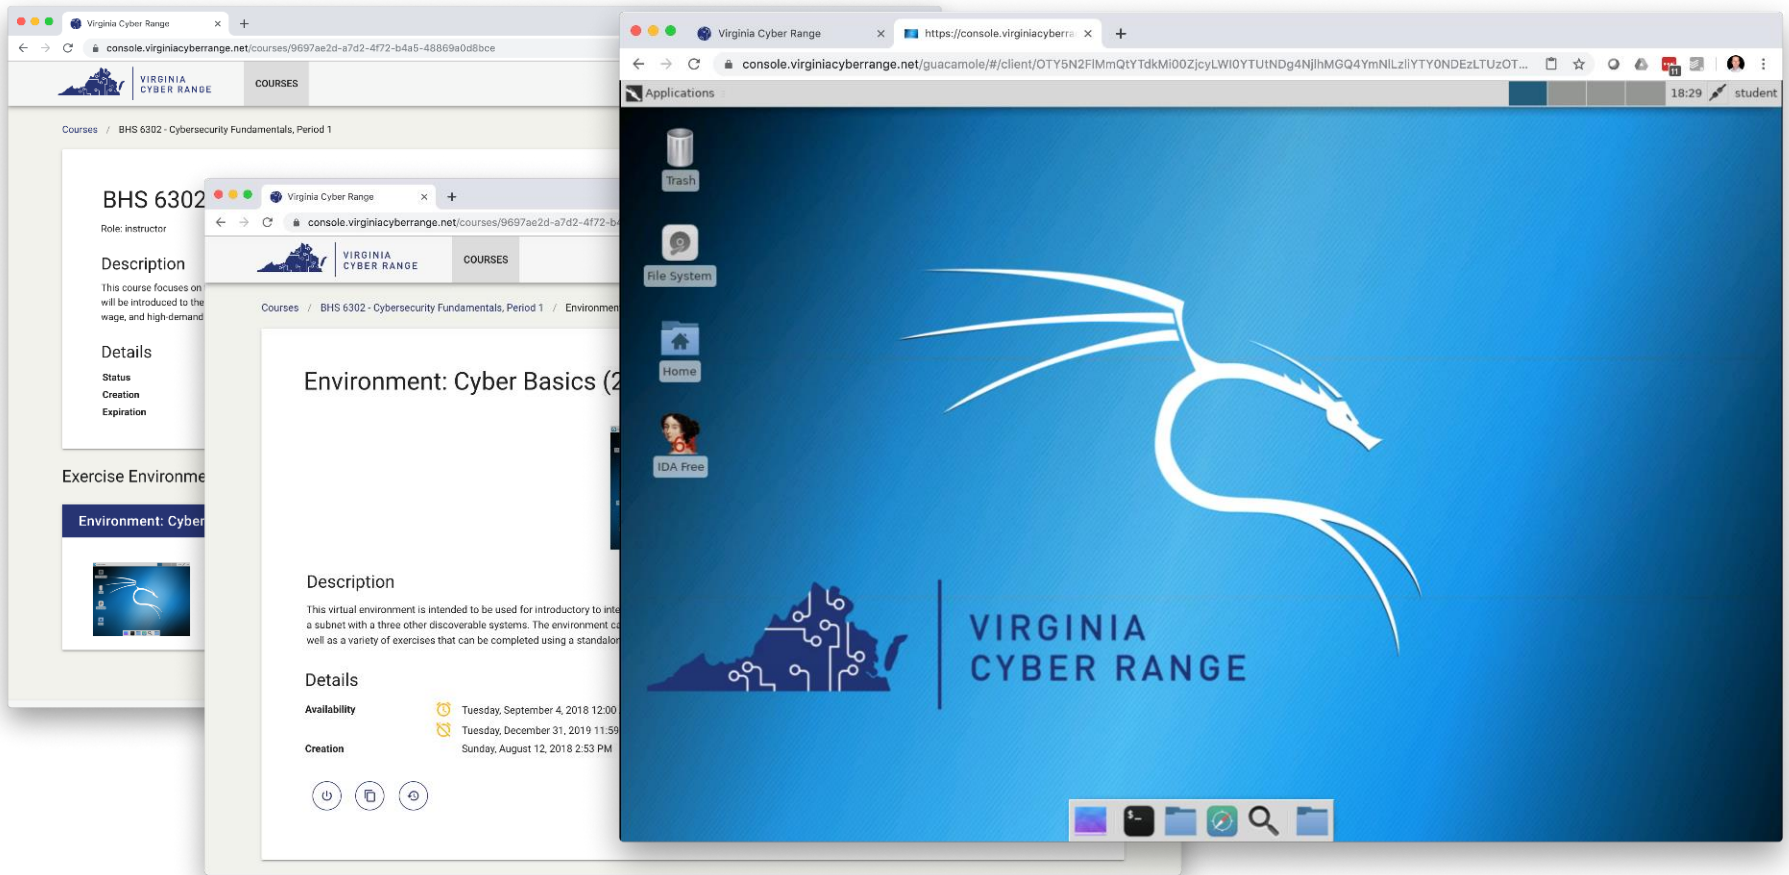 Virginia Cyber Range
console.virginiacyberrange.net/courses/9697ae2d-a7d2-4f72-b4a5-48869a0d8bce
VIRGINIA
CYBER RANGE
COURSES
Courses / BHS 6302 - Cybersecurity Fundamentals, Period 1
BHS 6302
Role: instructor
Description
This course focuses on
will be introduced to the
wage, and high-demand
Details
Status
Creation
Expiration
Exercise Environme
Environment: Cyber
Virginia Cyber Range
console.virginiacyberrange.net/courses/9697ae2d-a7d2-4f72-b4
VIRGINIA
CYBER RANGE
COURSES
Courses / BHS 6302 - Cybersecurity Fundamentals, Period 1 / Environmen
Environment: Cyber Basics (2
Description
This virtual environment is intended to be used for introductory to inte
a subnet with a three other discoverable systems. The environment ca
well as a variety of exercises that can be completed using a standalon
Details
Availability
Tuesday, September 4, 2018 12:00
Tuesday, December 31, 2019 11:59
Creation
Sunday, August 12, 2018 2:53 PM
Virginia Cyber Range
https://console.virginiacyberra
console.virginiacyberrange.net/guacamole/#/client/
11
Applications
18:29
student
Trash
File System
Home
64
IDA Free
VIRGINIA
CYBER RANGE
$_